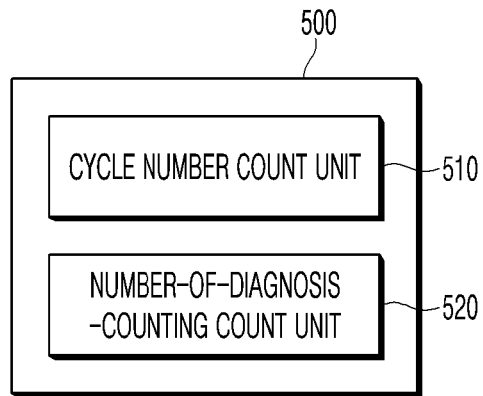 500
CYCLE NUMBER COUNT UNIT
510
NUMBER-OF-DIAGNOSIS
-COUNTING COUNT UNIT
520